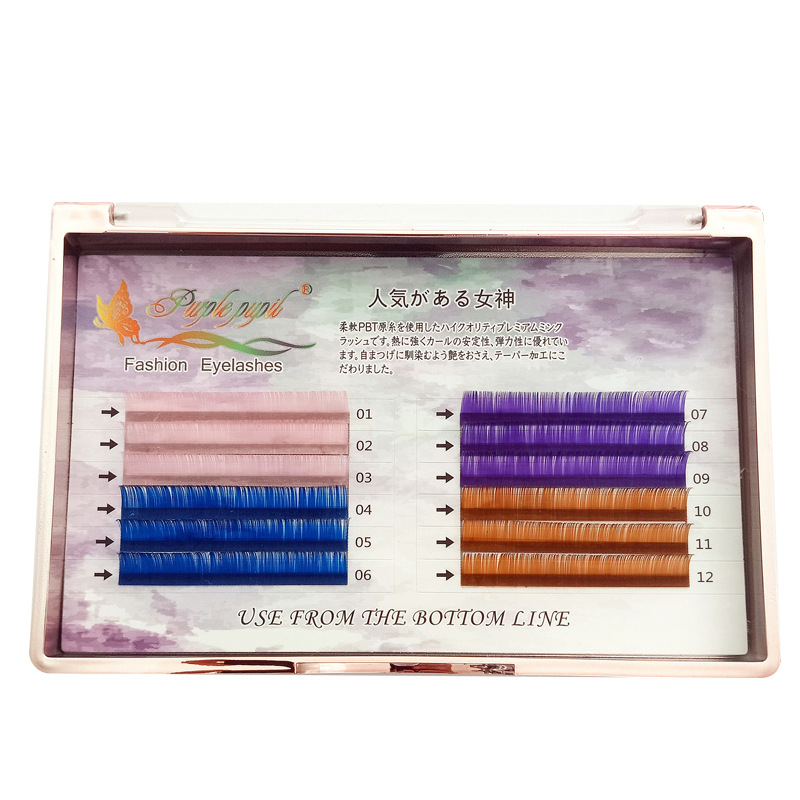 Purple pupil ®
Fashion Eyelashes
人気がある女神
柔軟PBT原糸を使用したハイクオリティプレミアムミンク
ラッシュです。熱に強くカールの安定性、弾力性に優れてい
ます。自まつげに馴染むよう艶をおさえ、テーパー加工にこ
だわりました。
01
02
03
04
05
06
07
08
09
10
11
12
USE FROM THE BOTTOM LINE